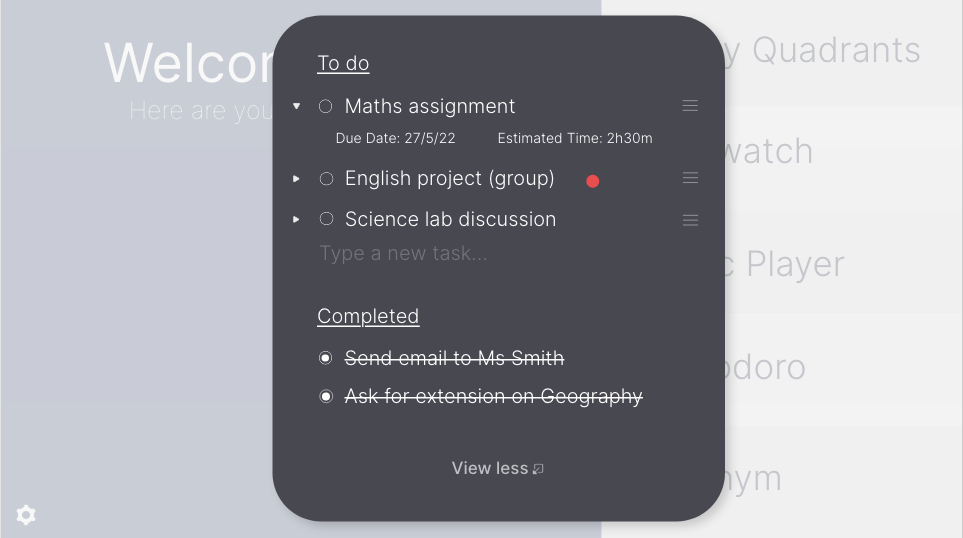 Welcor
Here are you
To do
Maths assignment
Due Date: 27/5/22 Estimated Time: 2h30m
English project (group)
Science lab discussion
Type a new task...
Completed
Send email to Ms Smith
Ask for extension on Geography
View less
y Quadrants
watch
c Player
odoro
nym